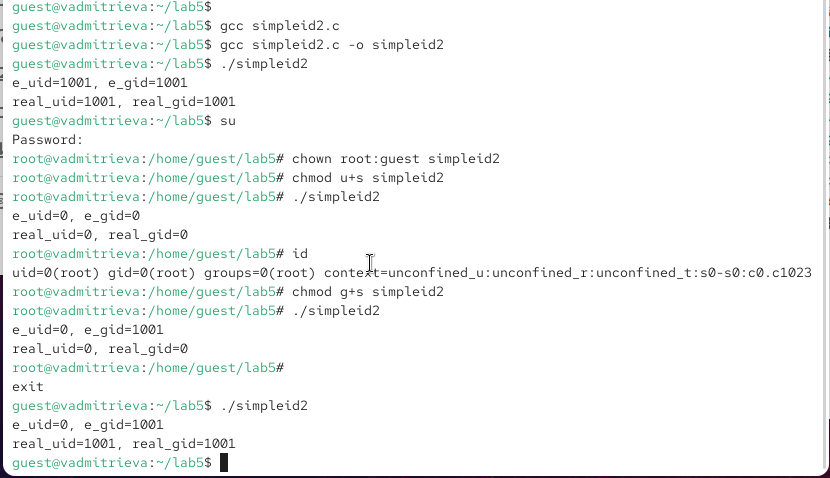 guest@vadmitrieva:~/lab5$
guest@vadmitrieva:~/lab5$ gcc simpleid2.c
guest@vadmitrieva:~/lab5$ gcc simpleid2.c -o simpleid2
guest@vadmitrieva:~/lab5$ ./simpleid2
e_uid=1001, e_gid=1001
real_uid=1001, real_gid=1001
guest@vadmitrieva:~/lab5$ su
Password:
root@vadmitrieva:/home/guest/lab5# chown root:guest simpleid2
root@vadmitrieva:/home/guest/lab5# chmod u+s simpleid2
root@vadmitrieva:/home/guest/lab5# ./simpleid2
e_uid=0, e_gid=0
real_uid=0, real_gid=0
root@vadmitrieva:/home/guest/lab5# id
uid=0(root) gid=0(root) groups=0(root) context=unconfined_u:unconfined_r:unconfined_t:s0-s0:c0.c1023
root@vadmitrieva:/home/guest/lab5# chmod g+s simpleid2
root@vadmitrieva:/home/guest/lab5# ./simpleid2
e_uid=0, e_gid=1001
real_uid=0, real_gid=0
root@vadmitrieva:/home/guest/lab5#
exit
guest@vadmitrieva:~/lab5$ ./simpleid2
e_uid=0, e_gid=1001
real_uid=1001, real_gid=1001
guest@vadmitrieva:~/lab5$